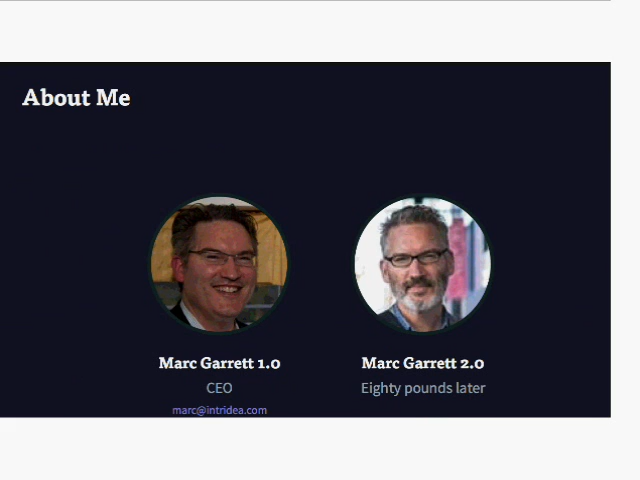 About Me
Marc Garrett 1.0
Marc Garrett 2.0
CEO
Eighty pounds later
marc@intridea.com